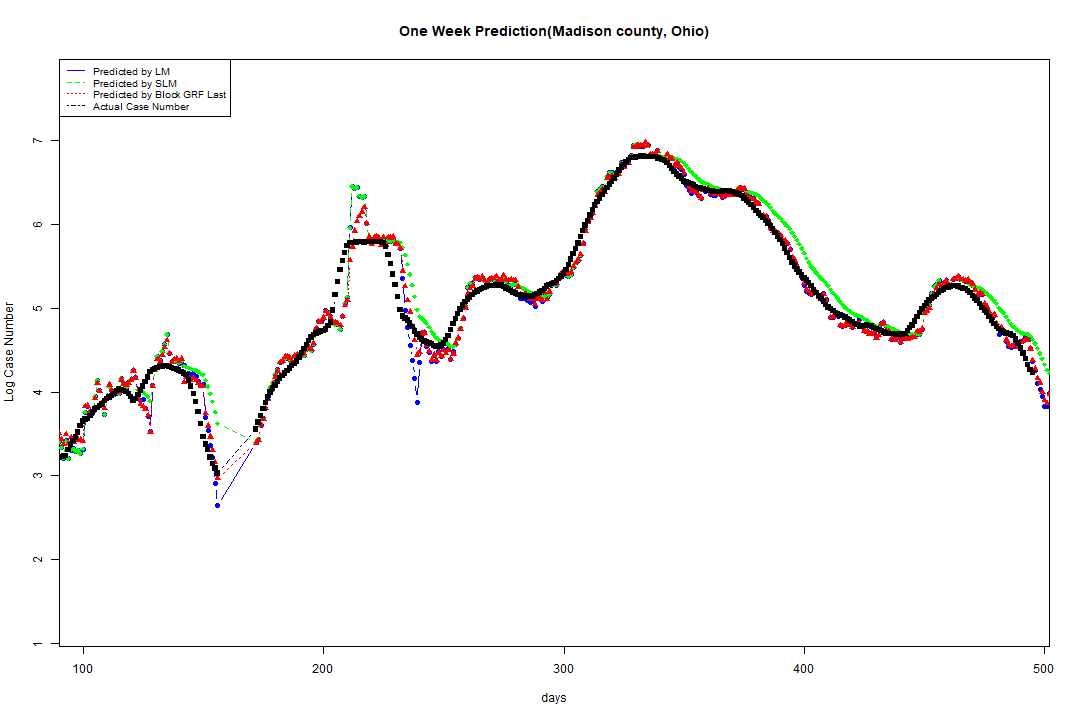 One Week Prediction(Madison county, Ohio)
Predicted by LM
Predicted by SLM
Predicted by Block GRF Last
Actual Case Number
Log Case Number
7
6
5
4
3
2
1
100 200 300 400 500
days